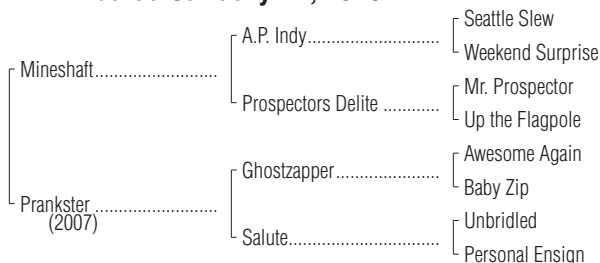 Seattle Slew
A.P. Indy
Weekend Surprise
Mineshaft
Mr. Prospector
Prospectors Delite
Up the Flagpole
Awesome Again
Ghostzapper
Baby Zip
Prankster
(2007)
Unbridled
Salute
Personal Ensign